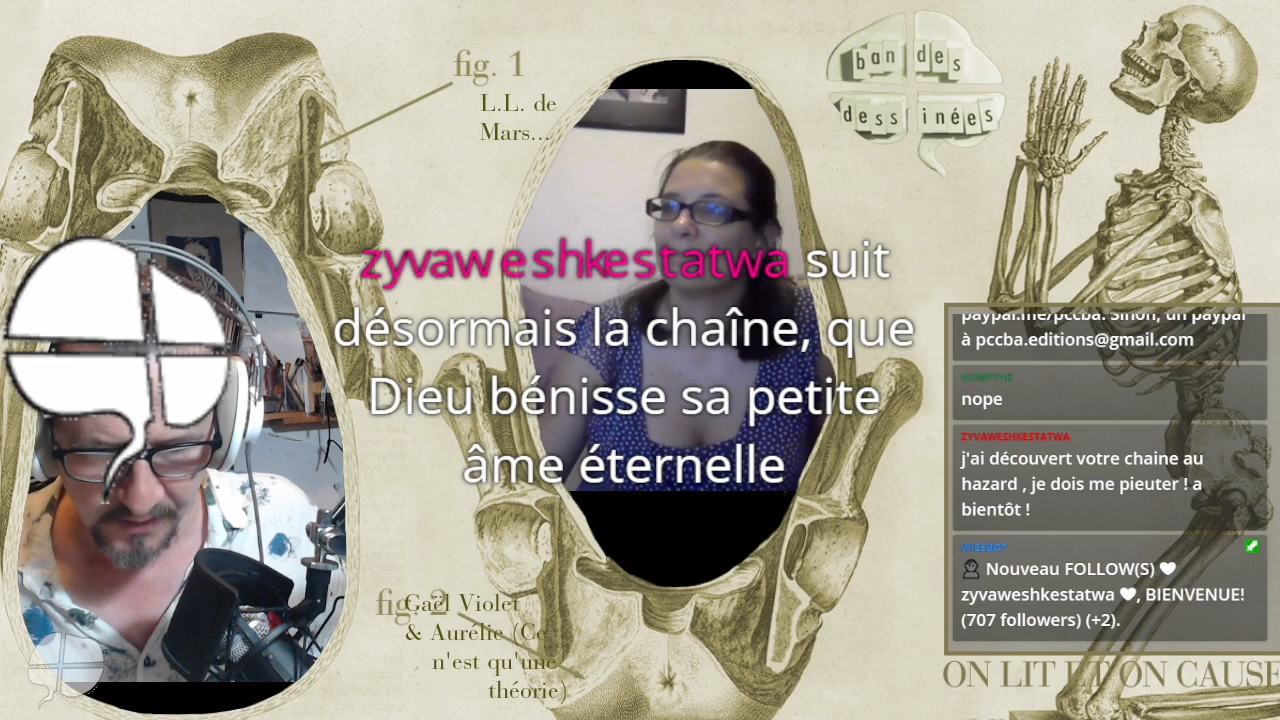 fig. 1
L.L. de
Mars...
ban des
dess inées
zyvaweshkestatwa suit
désormais la chaîne, que
Dieu bénisse sa petite
âme éternelle
paypal.me/pccba. Sinon, un paypal
à pccba.editions@gmail.com
nope
ZYVAWESHKESTATWA
j'ai découvert votre chaine au
hazard , je dois me pieuter ! a
bientôt !
WIZEBOT
Nouveau FOLLOW(S)
zyvaweshkestatwa , BIENVENUE!
(707 followers) (+2).
fig. 2
Gaël Violet
& Aurélie (Ce
n'est qu'une
théorie)
ON LIT ET ON CAUSE